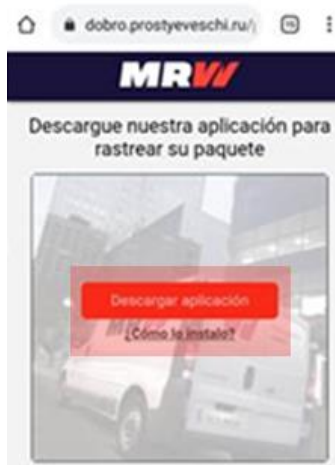 dobro.prostyeveschi.ru/
MRW
Descargue nuestra aplicación para
rastrear su paquete
Descargar aplicación
¿Cómo lo instalo?